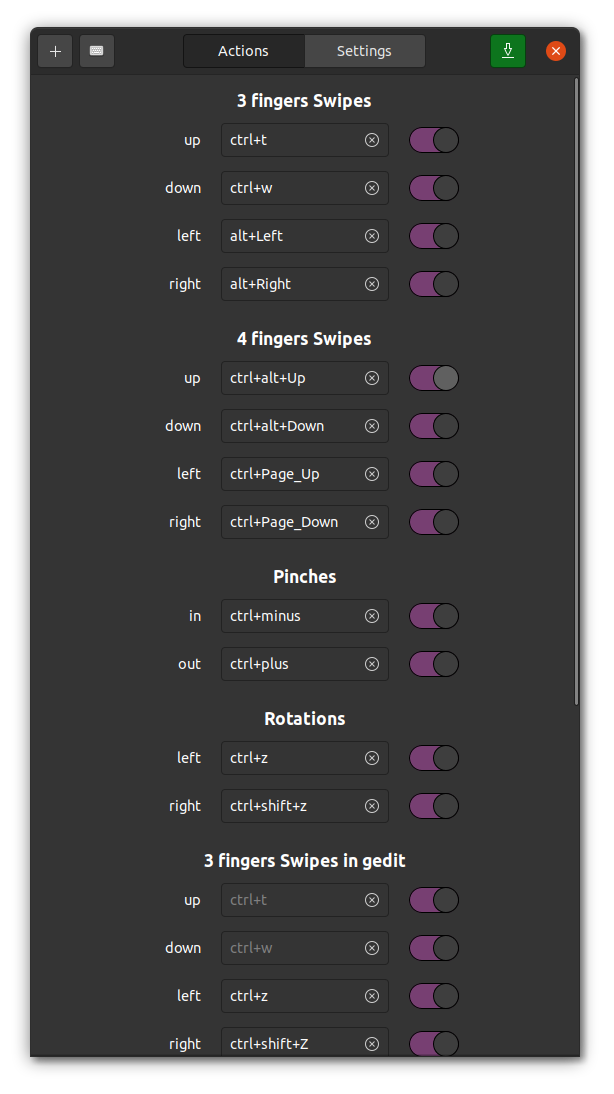 Actions Settings
3 fingers Swipes
up ctrl+t
down ctrl+w
left alt+Left
right alt+Right
4 fingers Swipes
up ctrl+alt+Up
down ctrl+alt+Down
left ctrl+Page_Up
right ctrl+Page_Down
Pinches
in ctrl+minus
out ctrl+plus
Rotations
left ctrl+z
right ctrl+shift+z
3 fingers Swipes in gedit
up ctrl+t
down ctrl+w
left ctrl+z
right ctrl+shift+Z